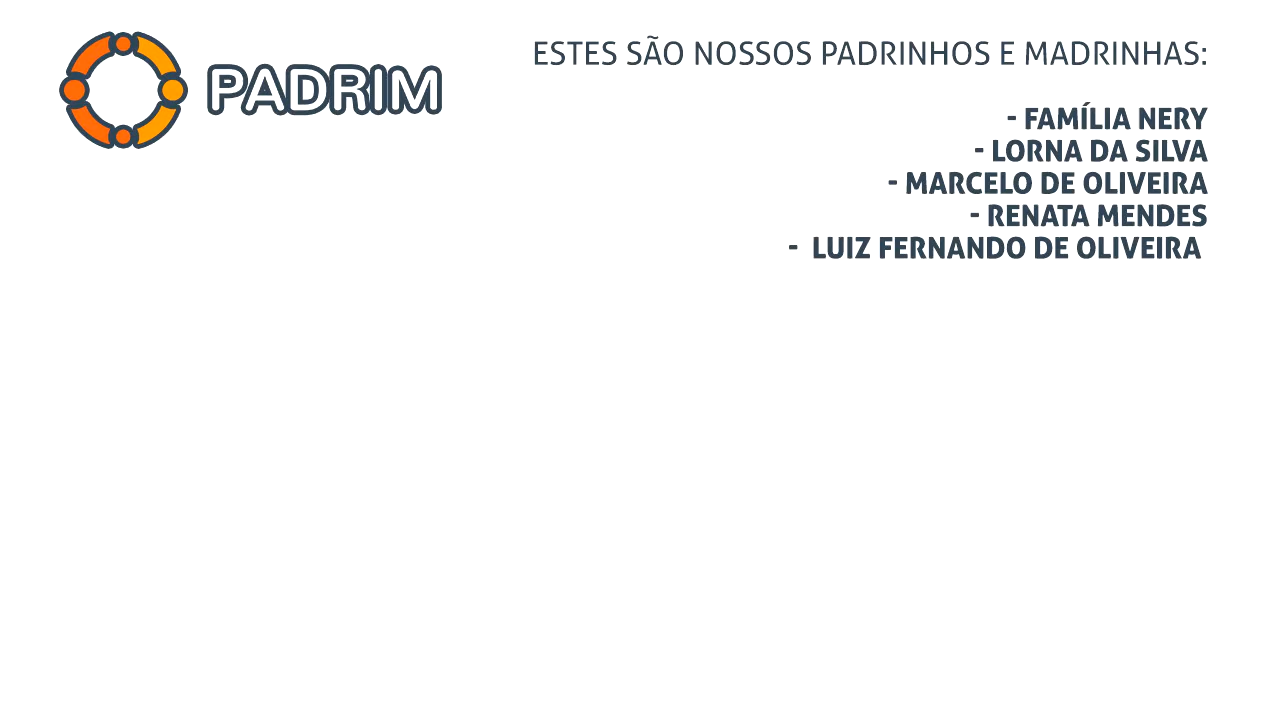 PADRIM
ESTES SÃO NOSSOS PADRINHOS E MADRINHAS:
- FAMÍLIA NERY
- LORNA DA SILVA
- MARCELO DE OLIVEIRA
- RENATA MENDES
- LUIZ FERNANDO DE OLIVEIRA